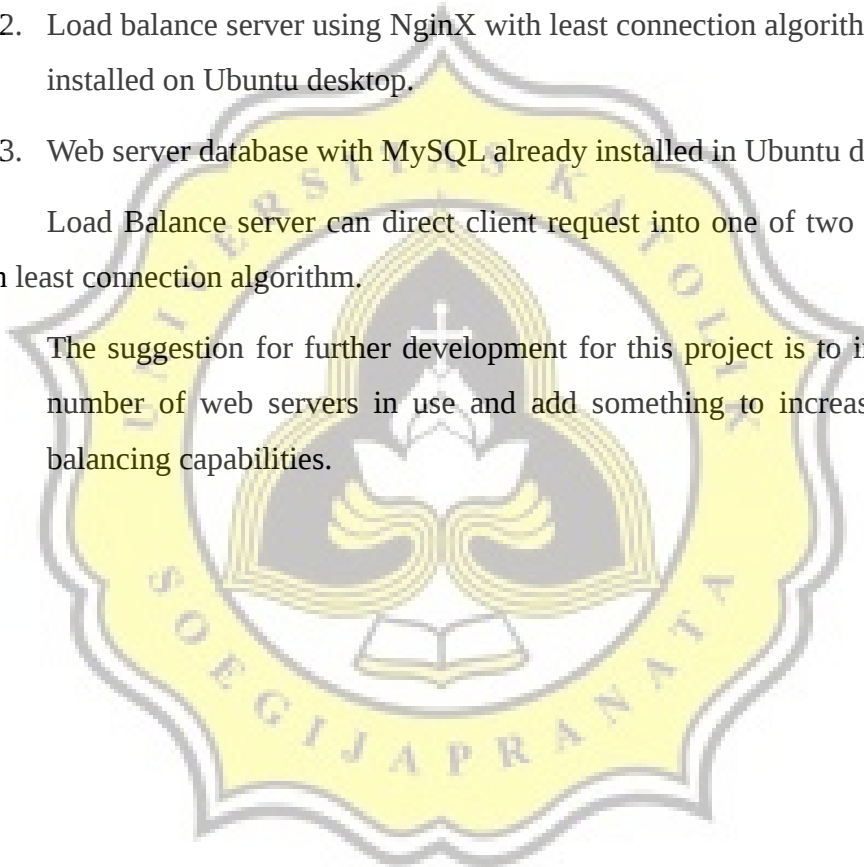 2. Load balance server using NginX with least connection algorith
installed on Ubuntu desktop.
3. Web server database with MySQL already installed in Ubuntu d
Load Balance server can direct client request into one of two
n least connection algorithm.
The suggestion for further development for this project is to i
number of web servers in use and add something to increas
balancing capabilities.
UNIVERSITAS KATOLIK
SOEGIJAPRANATA